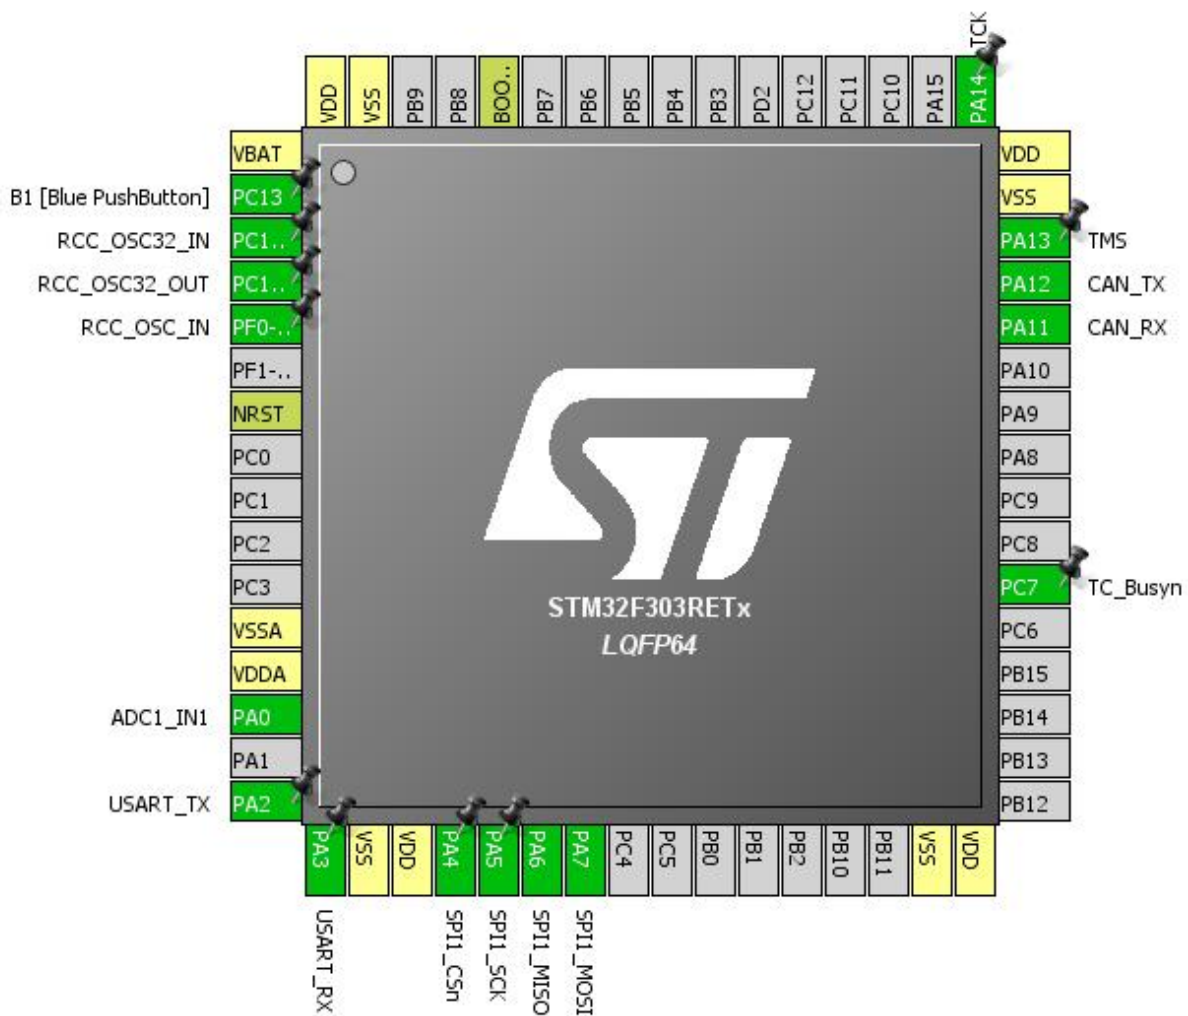 TCK
VDD
VSS
PB9
PB8
BOO..
PB7
PB6
PB5
PB4
PB3
PD2
PC12
PC11
PC10
PA15
PA14
VBAT
B1 [Blue PushButton] PC13
RCC_OSC32_IN PC1..
RCC_OSC32_OUT PC1..
RCC_OSC_IN PF0-..
PF1-..
NRST
PC0
PC1
PC2
PC3
VSSA
VDDA
ADC1_IN1 PA0
PA1
USART_TX PA2
ST
STM32F303RETx
LQFP64
VDD
VSS
PA13 TMS
PA12 CAN_TX
PA11 CAN_RX
PA10
PA9
PA8
PC9
PC8
PC7 TC_Busyn
PC6
PB15
PB14
PB13
PB12
PA3
VSS
VDD
PA4
PA5
PA6
PA7
PC4
PC5
PB0
PB1
PB2
PB10
PB11
VSS
VDD
USART_RX
SPI1_CSn
SPI1_SCK
SPI1_MISO
SPI1_MOSI